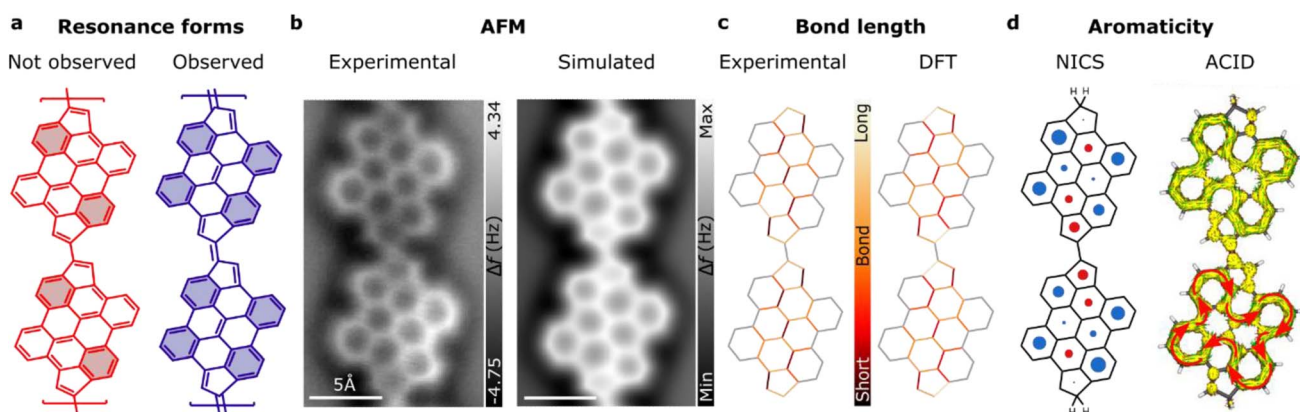 a Resonance forms b AFM c Bond length d Aromaticity
Not observed Observed Experimental Simulated Experimental DFT NICS ACID
4.34
Δf (Hz)
-4.75
5Å
Max
Δf (Hz)
Min
Long
Bond
Short
H H
H H